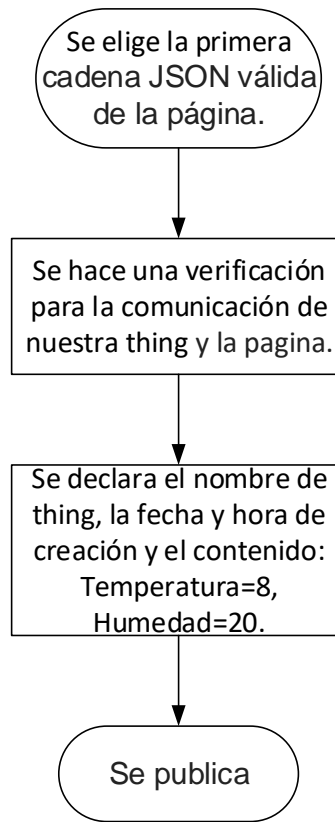 Se elige la primera
cadena JSON válida
de la página.
Se hace una verificación
para la comunicación de
nuestra thing y la pagina.
Se declara el nombre de
thing, la fecha y hora de
creación y el contenido:
Temperatura=8,
Humedad=20.
Se publica